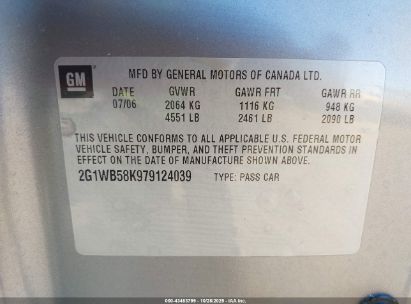 GM
MFD BY GENERAL MOTORS OF CANADA LTD.
DATE GVWR GAWR FRT GAWR RR
07/06 2064 KG 1116 KG 948 KG
4551 LB 2461 LB 2090 LB
THIS VEHICLE CONFORMS TO ALL APPLICABLE U.S. FEDERAL MOTOR
VEHICLE SAFETY, BUMPER, AND THEFT PREVENTION STANDARDS
IN EFFECT ON THE DATE OF MANUFACTURE SHOWN ABOVE.
2G1WB58K979124039 TYPE: PASS CAR